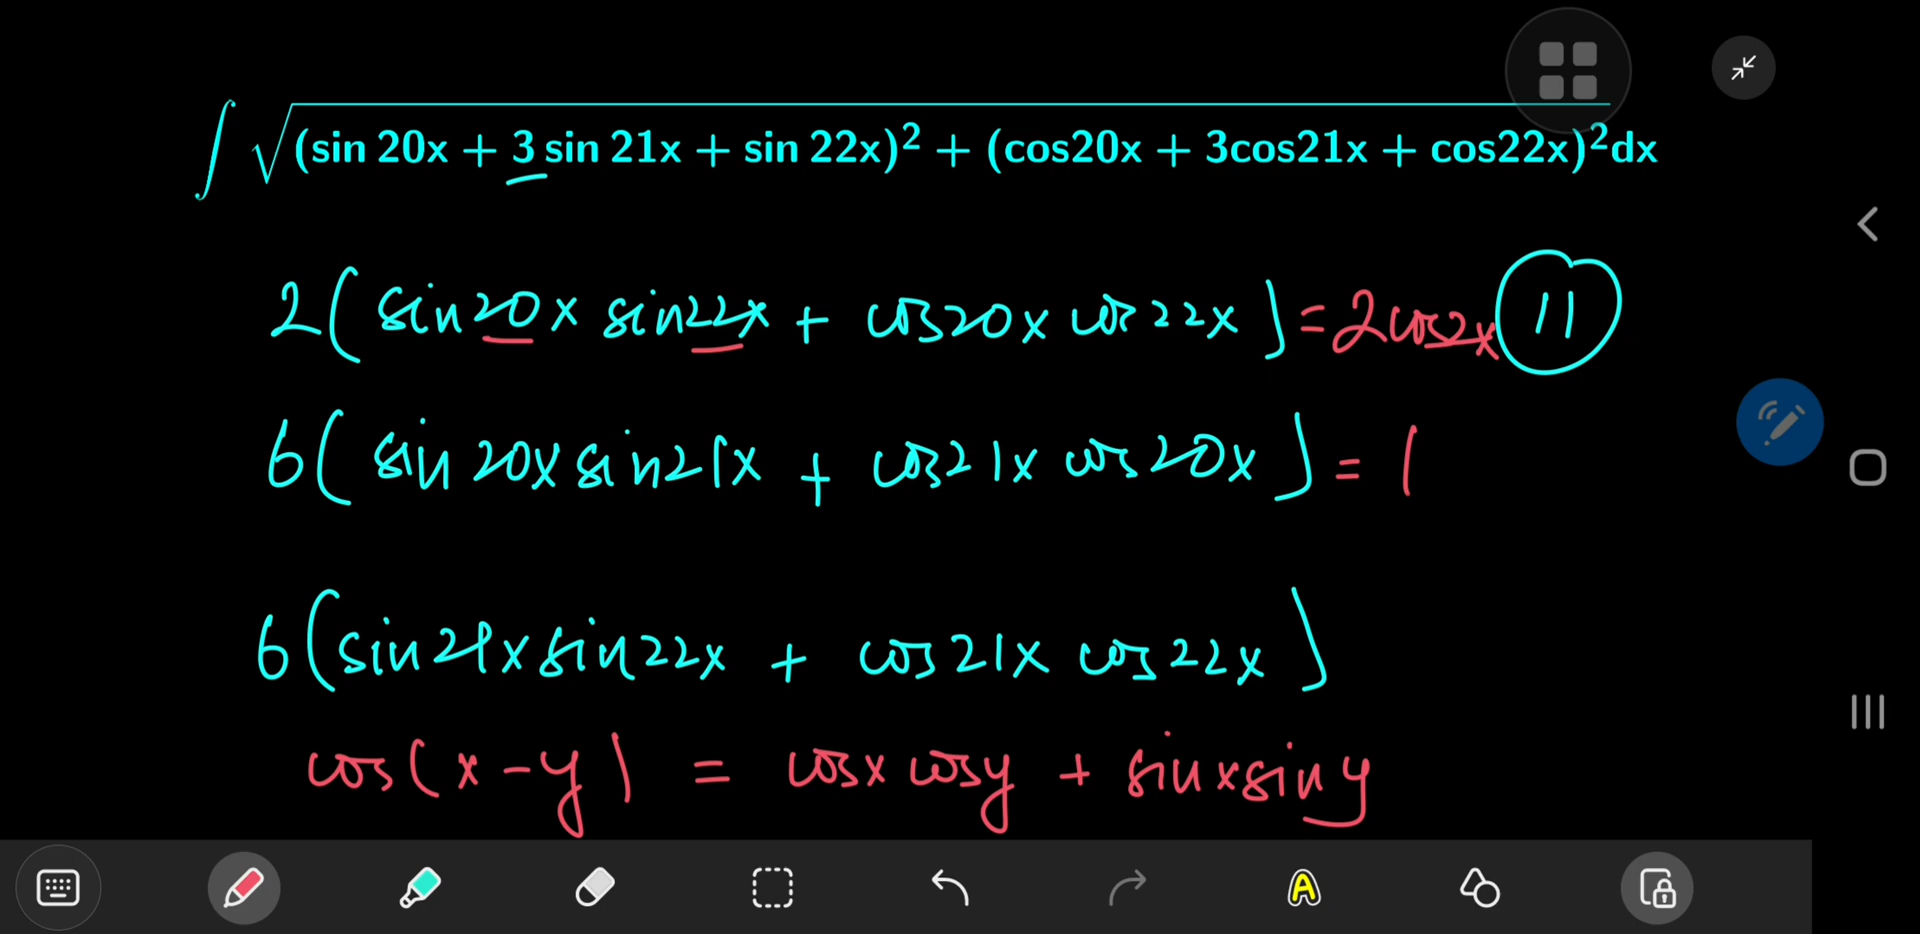 ∫ √(sin 20x + 3 sin 21x + sin 22x)² + (cos20x + 3cos21x + cos22x)²dx
2( sin20x sin22x + cos20x cos22x ) = 2cos2x 11
6( sin 20x sin21x + cos21x cos20x ) = 1
6(sin21x sin22x + cos21x cos22x )
cos(x-y) = cosx cosy + sinx siny
A